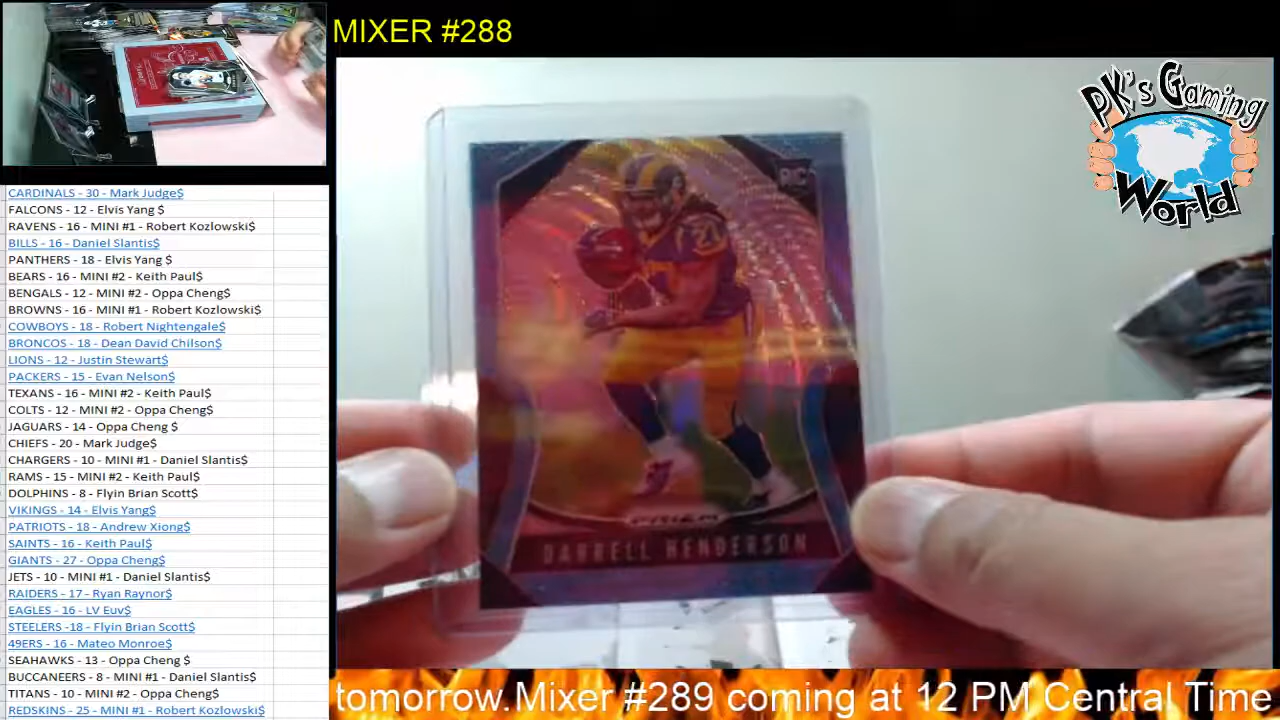 MIXER #288
PK's Gaming
World
CARDINALS - 30 - Mark Judge$
FALCONS - 12 - Elvis Yang $
RAVENS - 16 - MINI #1 - Robert Kozlowski$
BILLS - 16 - Daniel Slantis$
PANTHERS - 18 - Elvis Yang $
BEARS - 16 - MINI #2 - Keith Paul$
BENGALS - 12 - MINI #2 - Oppa Cheng$
BROWNS - 16 - MINI #1 - Robert Kozlowski$
COWBOYS - 18 - Robert Nightengale$
BRONCOS - 18 - Dean David Chilson$
LIONS - 12 - Justin Stewart$
PACKERS - 15 - Evan Nelson$
TEXANS - 16 - MINI #2 - Keith Paul$
COLTS - 12 - MINI #2 - Oppa Cheng$
JAGUARS - 14 - Oppa Cheng $
CHIEFS - 20 - Mark Judge$
CHARGERS - 10 - MINI #1 - Daniel Slantis$
RAMS - 15 - MINI #2 - Keith Paul$
DOLPHINS - 8 - Flyin Brian Scott$
VIKINGS - 14 - Elvis Yang$
PATRIOTS - 18 - Andrew Xiong$
SAINTS - 16 - Keith Paul$
GIANTS - 27 - Oppa Cheng$
JETS - 10 - MINI #1 - Daniel Slantis$
RAIDERS - 17 - Ryan Raynor$
EAGLES - 16 - LV Euv$
STEELERS -18 - Flyin Brian Scott$
49ERS - 16 - Mateo Monroe$
SEAHAWKS - 13 - Oppa Cheng $
BUCCANEERS - 8 - MINI #1 - Daniel Slantis$
TITANS - 10 - MINI #2 - Oppa Cheng$
REDSKINS - 25 - MINI #1 - Robert Kozlowski$
RC
PRIZM
DARRELL HENDERSON
tomorrow.Mixer #289 coming at 12 PM Central Time